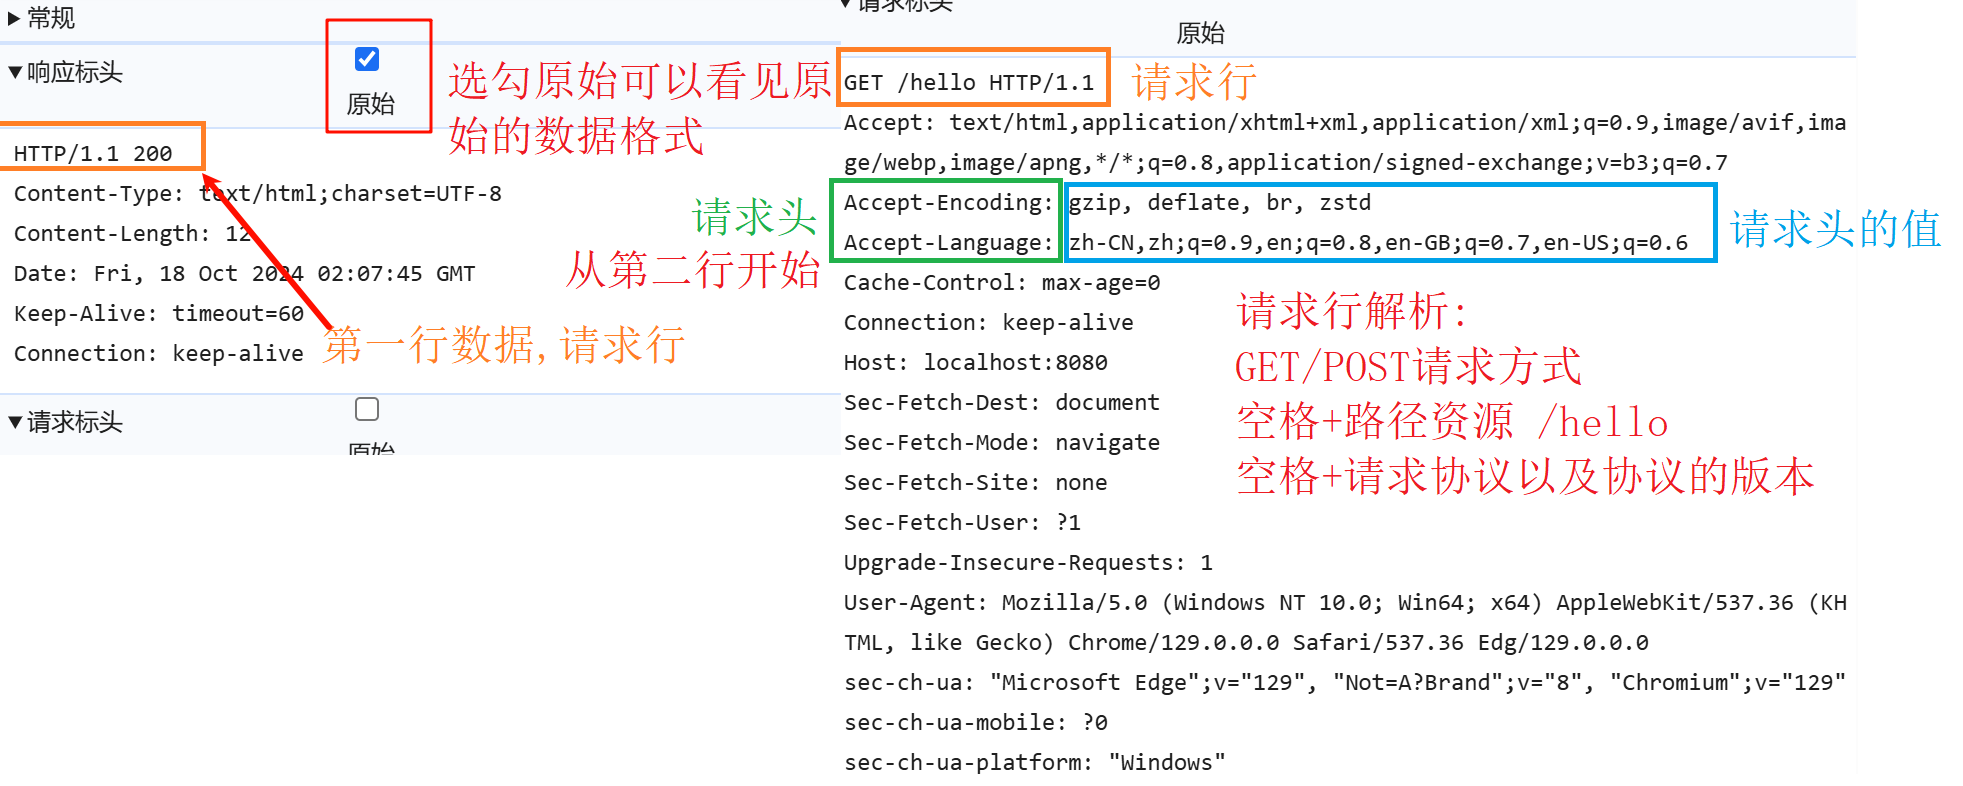 常规
响应标头
原始
选勾原始可以看见原
始的数据格式
HTTP/1.1 200
Content-Type: text/html;charset=UTF-8
Content-Length: 12
Date: Fri, 18 Oct 2024 02:07:45 GMT
Keep-Alive: timeout=60
Connection: keep-alive
第一行数据,请求行
请求标头
原始
请求标头
原始
GET /hello HTTP/1.1
请求行
Accept: text/html,application/xhtml+xml,application/xml;q=0.9,image/avif,ima
ge/webp,image/apng,*/*;q=0.8,application/signed-exchange;v=b3;q=0.7
请求头
从第二行开始
Accept-Encoding: gzip, deflate, br, zstd
Accept-Language: zh-CN,zh;q=0.9,en;q=0.8,en-GB;q=0.7,en-US;q=0.6
请求头的值
Cache-Control: max-age=0
Connection: keep-alive
Host: localhost:8080
Sec-Fetch-Dest: document
Sec-Fetch-Mode: navigate
Sec-Fetch-Site: none
Sec-Fetch-User: ?1
Upgrade-Insecure-Requests: 1
User-Agent: Mozilla/5.0 (Windows NT 10.0; Win64; x64) AppleWebKit/537.36 (KH
TML, like Gecko) Chrome/129.0.0.0 Safari/537.36 Edg/129.0.0.0
sec-ch-ua: "Microsoft Edge";v="129", "Not=A?Brand";v="8", "Chromium";v="129"
sec-ch-ua-mobile: ?0
sec-ch-ua-platform: "Windows"
请求行解析:
GET/POST请求方式
空格+路径资源 /hello
空格+请求协议以及协议的版本